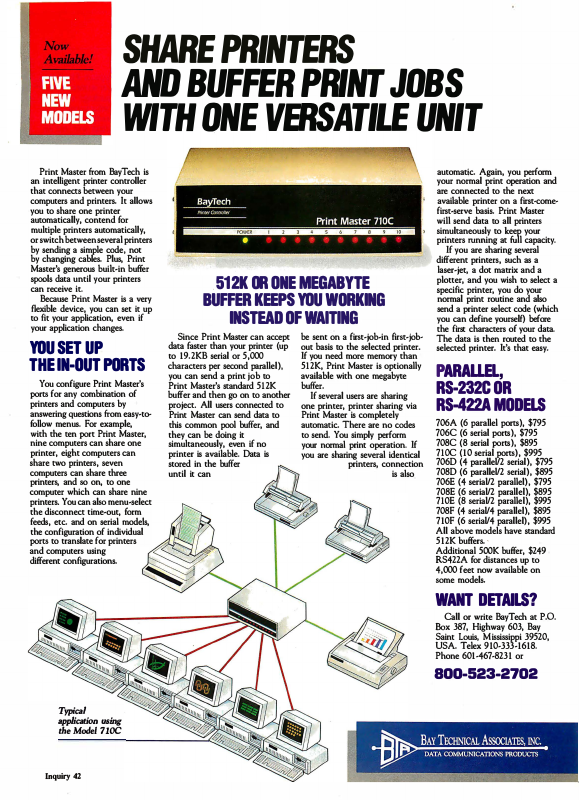 Now
Available!
FIVE
NEW
MODELS
SHARE PRINTERS
AND BUFFER PRINT JOBS
WITH ONE VERSATILE UNIT
Print Master from BayTech is
an intelligent printer controller
that connects between your
computers and printers. It allows
you to share one printer
automatically, contend for
multiple printers automatically,
or switch between several printers
by sending a simple code, not
by changing cables. Plus, Print
Master's generous built-in buffer
spools data until your printers
can receive it.
Because Print Master is a very
flexible device, you can set it up
to fit your application, even if
your application changes.
YOU SET UP
THE IN-OUT PORTS
You configure Print Master's
ports for any combination of
printers and computers by
answering questions from easy-to-
follow menus. For example,
with the ten port Print Master,
nine computers can share one
printer, eight computers can
share two printers, seven
computers can share three
printers, and so on, to one
computer which can share nine
printers. You can also menu-select
the disconnect time-out, form
feeds, etc. and on serial models,
the configuration of individual
ports to translate for printers
and computers using
different configurations.
BayTech
Printer Controller
Print Master 710C
POWER 1 2 3 4 5 6 7 8 9 10
512K OR ONE MEGABYTE
BUFFER KEEPS YOU WORKING
INSTEAD OF WAITING
Since Print Master can accept
data faster than your printer (up
to 19.2KB serial or 5,000
characters per second parallel),
you can send a print job to
Print Master's standard 512K
buffer and then go on to another
project. All users connected to
Print Master can send data to
this common pool buffer, and
they can be doing it
simultaneously, even if no
printer is available. Data is
stored in the buffer
until it can
be sent on a first-job-in first-job-
out basis to the selected printer.
If you need more memory than
512K, Print Master is optionally
available with one megabyte
buffer.
If several users are sharing
one printer, printer sharing via
Print Master is completely
automatic. There are no codes
to send. You simply perform
your normal print operation. If
you are sharing several identical
printers, connection
is also
automatic. Again, you perform
your normal print operation and
are connected to the next
available printer on a first-come-
first-serve basis. Print Master
will send data to all printers
simultaneously to keep your
printers running at full capacity.
If you are sharing several
different printers, such as a
laser-jet, a dot matrix and a
plotter, and you wish to select a
specific printer, you do your
normal print routine and also
send a printer select code (which
you can define yourself) before
the first characters of your data.
The data is then routed to the
selected printer. It's that easy.
PARALLEL,
RS-232C OR
RS-422A MODELS
706A (6 parallel ports), $795
706C (6 serial ports), $795
708C (8 serial ports), $895
710C (10 serial ports), $995
706D (4 parallel/2 serial), $795
708D (6 parallel/2 serial), $895
706E (4 serial/2 parallel), $795
708E (6 serial/2 parallel), $895
710E (8 serial/2 parallel), $995
708F (4 serial/4 parallel), $895
710F (6 serial/4 parallel), $995
All above models have standard
512K buffers.
Additional 500K buffer, $249
RS422A for distances up to
4,000 feet now available on
some models.
WANT DETAILS?
Call or write BayTech at P.O.
Box 387, Highway 603, Bay
Saint Louis, Mississippi 39520,
USA. Telex 910-333-1618.
Phone 601-467-8231 or
800-523-2702
Typical
application using
the Model 710C
BTA
BAY TECHNICAL ASSOCIATES, INC.
DATA COMMUNICATIONS PRODUCTS
Inquiry 42